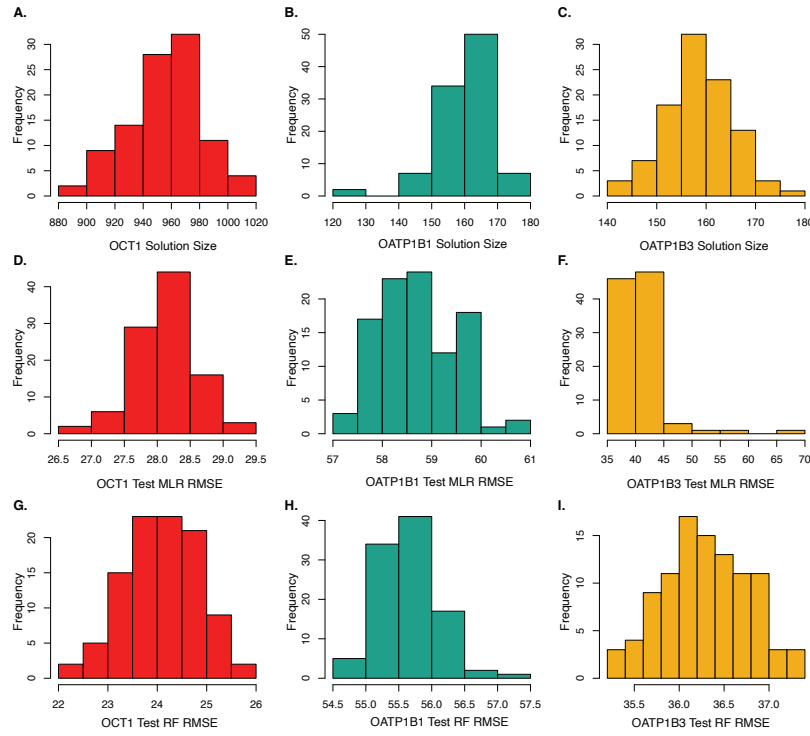 A.
Frequency
0 5 10 15 20 25 30
880 900 920 940 960 980 1000 1020
OCT1 Solution Size
B.
Frequency
0 10 20 30 40 50
120 130 140 150 160 170 180
OATP1B1 Solution Size
C.
Frequency
0 5 10 15 20 25 30
140 150 160 170 180
OATP1B3 Solution Size
D.
Frequency
0 10 20 30 40
26.5 27.0 27.5 28.0 28.5 29.0 29.5
OCT1 Test MLR RMSE
E.
Frequency
0 5 10 20
57 58 59 60 61
OATP1B1 Test MLR RMSE
F.
Frequency
0 10 20 30 40
35 40 45 50 55 60 65 70
OATP1B3 Test MLR RMSE
G.
Frequency
0 5 10 15 20
22 23 24 25 26
OCT1 Test RF RMSE
H.
Frequency
0 10 20 30 40
54.5 55.0 55.5 56.0 56.5 57.0 57.5
OATP1B1 Test RF RMSE
I.
Frequency
0 5 10 15
35.5 36.0 36.5 37.0
OATP1B3 Test RF RMSE